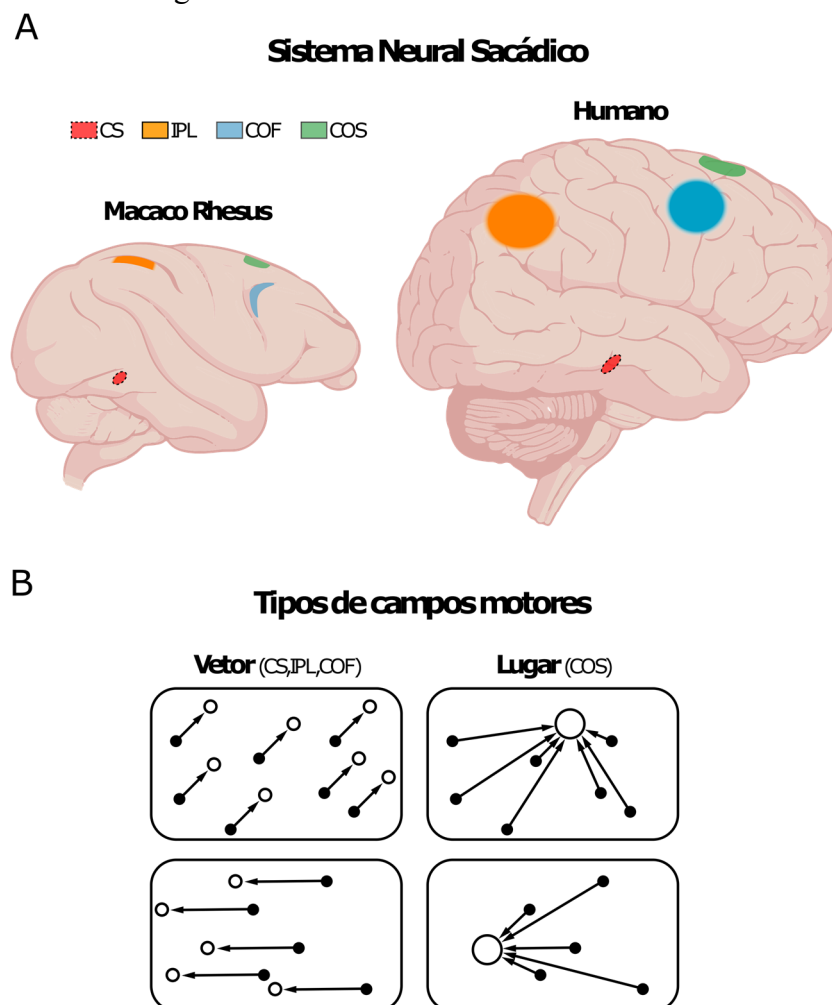 A
Sistema Neural Sacádico
Humano
CS IPL COF COS
Macaco Rhesus
B
Tipos de campos motores
Vetor (CS,IPL,COF) Lugar (COS)